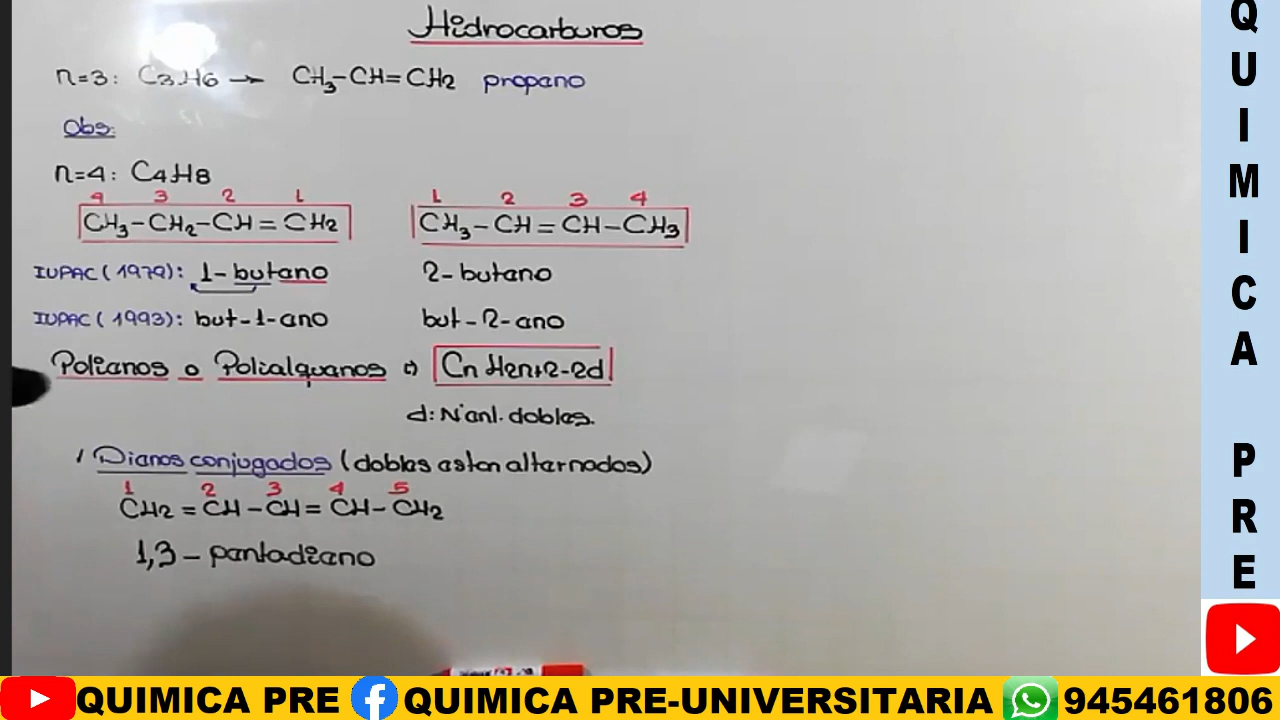 Hidrocarburos
n=3: C3H6 → CH3-CH=CH2 propeno
Obs:
n=4: C4H8
4 3 2 1 1 2 3 4
CH3-CH2-CH=CH2 CH3-CH=CH-CH3
IUPAC (1979): 1-buteno 2-buteno
IUPAC (1993): but-1-eno but-2-eno
Polienos o Polialquenos CnH2n+2-2d
d: N°enl. dobles.
Dienos conjugados (dobles estan alternados)
1 2 3 4 5
CH2=CH-CH=CH-CH2
1,3-pentadieno
QUIMICA PRE
QUIMICA PRE QUIMICA PRE-UNIVERSITARIA 945461806